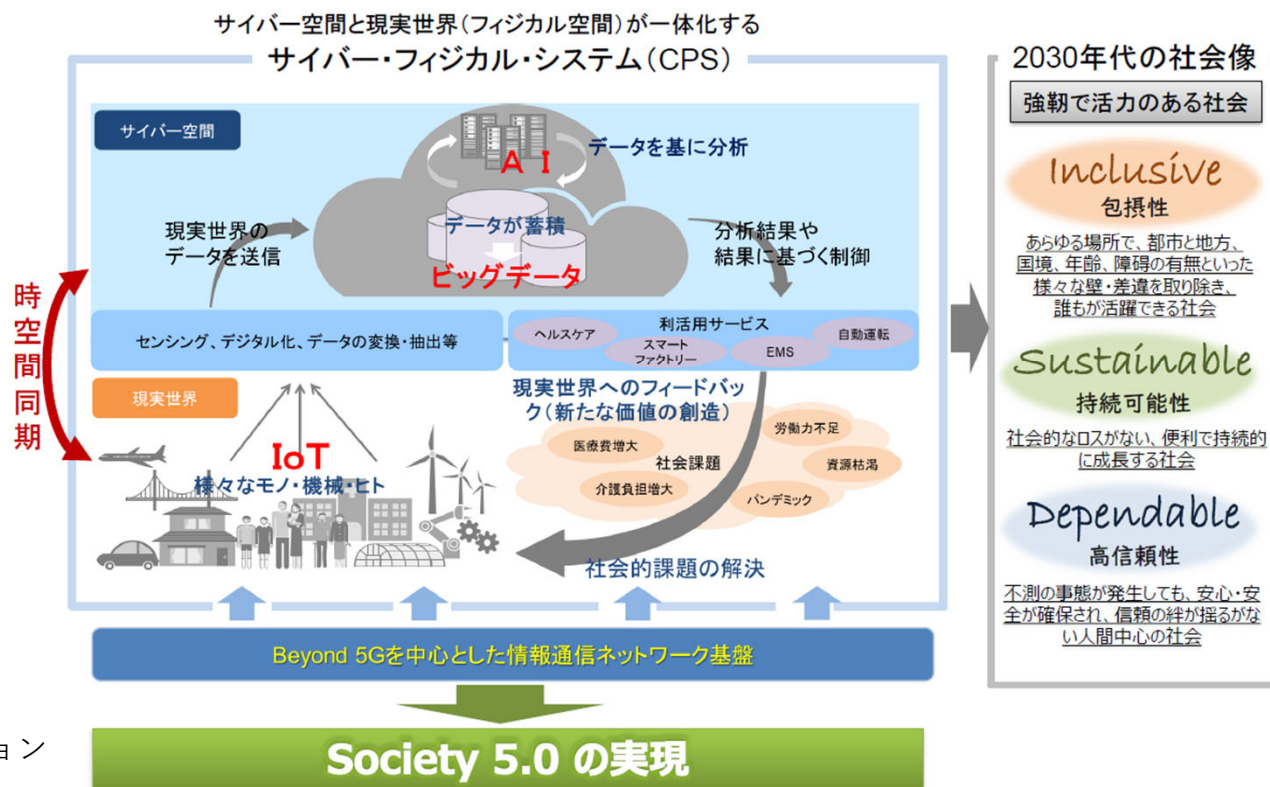 サイバー空間と現実世界(フィジカル空間)が一体化する
サイバー・フィジカル・システム(CPS)
サイバー空間
AI
データを基に分析
データが蓄積
ビッグデータ
現実世界の
データを送信
分析結果や
結果に基づく制御
時
空
間
同
期
センシング、デジタル化、データの変換・抽出等
利活用サービス
ヘルスケア
スマート
ファクトリー
EMS
自動運転
現実世界
IoT
様々なモノ・機械・ヒト
現実世界へのフィードバッ
ク(新たな価値の創造)
労働力不足
医療費増大
社会課題
資源枯渇
介護負担増大
パンデミック
社会的課題の解決
Beyond 5Gを中心とした情報通信ネットワーク基盤
ョン
Society 5.0 の実現
2030年代の社会像
強靭で活力のある社会
Inclusive
包摂性
あらゆる場所で、都市と地方、
国境、年齢、障碍の有無といった
様々な壁・差違を取り除き、
誰もが活躍できる社会
Sustainable
持続可能性
社会的なロスがない、便利で持続的
に成長する社会
Dependable
高信頼性
不測の事態が発生しても、安心・安
全が確保され、信頼の絆が揺るがな
い人間中心の社会